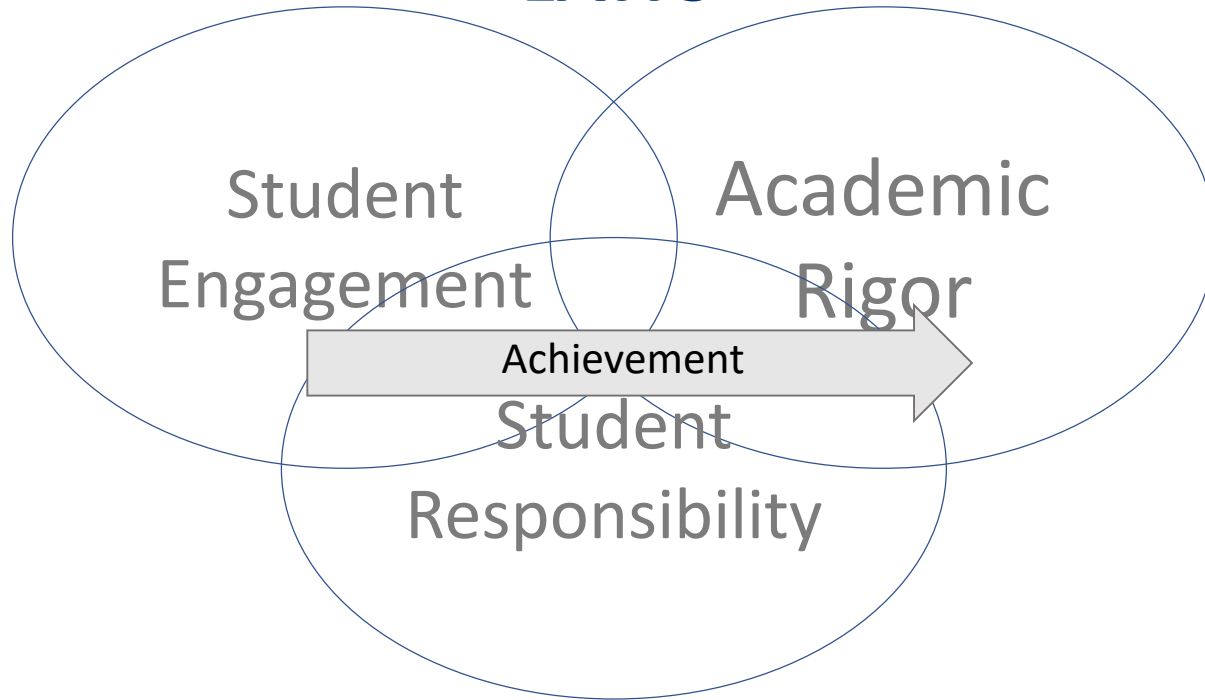 Student
Engagement
Academic
Rigor
Achievement
Student
Responsibility